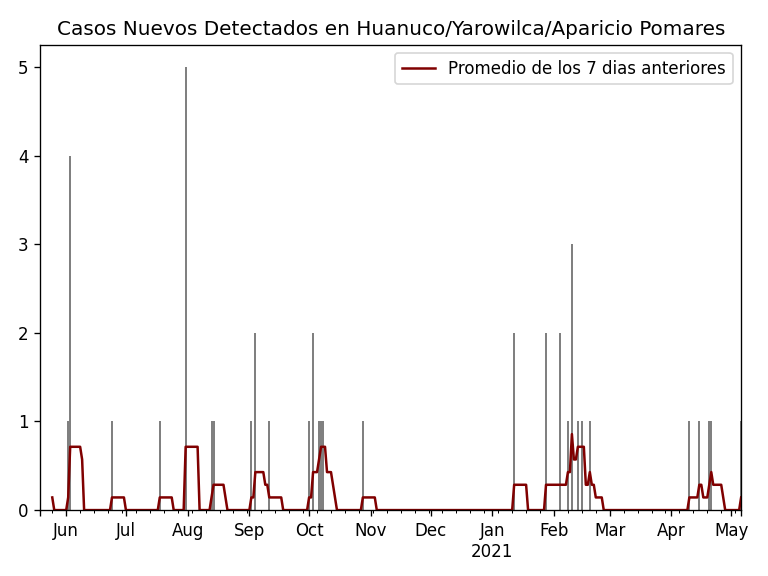 Casos Nuevos Detectados en Huanuco/Yarowilca/Aparicio Pomares
Promedio de los 7 dias anteriores
5
4
3
2
1
0
Jun Jul Aug Sep Oct Nov Dec Jan Feb Mar Apr May
2021